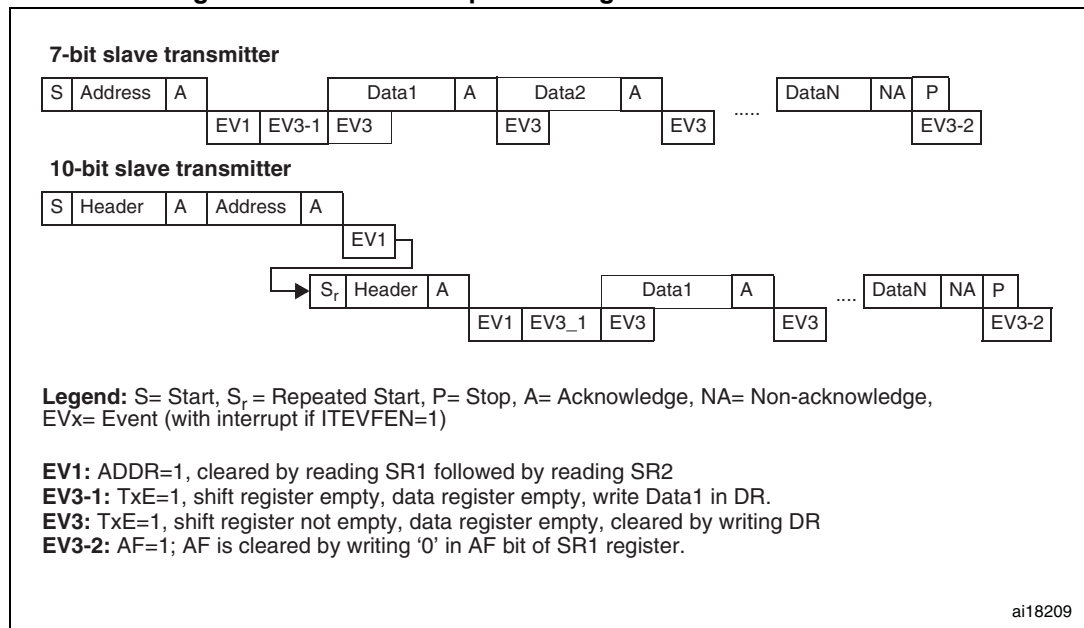 7-bit slave transmitter
S Address A Data1 A Data2 A ..... DataN NA P
EV1 EV3-1 EV3 EV3 EV3 EV3-2
10-bit slave transmitter
S Header A Address A
EV1
Sr Header A Data1 A .... DataN NA P
EV1 EV3_1 EV3 EV3 EV3-2
Legend: S= Start, Sr = Repeated Start, P= Stop, A= Acknowledge, NA= Non-acknowledge,
EVx= Event (with interrupt if ITEVFEN=1)
EV1: ADDR=1, cleared by reading SR1 followed by reading SR2
EV3-1: TxE=1, shift register empty, data register empty, write Data1 in DR.
EV3: TxE=1, shift register not empty, data register empty, cleared by writing DR
EV3-2: AF=1; AF is cleared by writing ‘0’ in AF bit of SR1 register.
ai18209